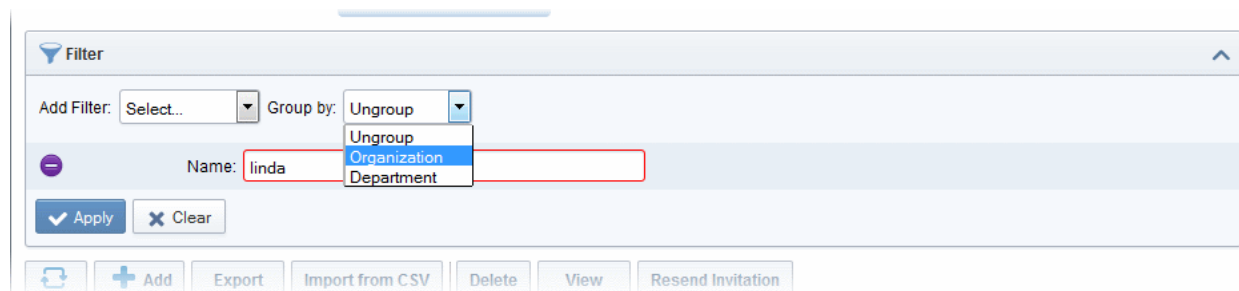 Filter
Add Filter: Select... Group by: Ungroup
Ungroup
Organization
Department
Name: linda
Apply Clear
Add Export Import from CSV Delete View Resend Invitation